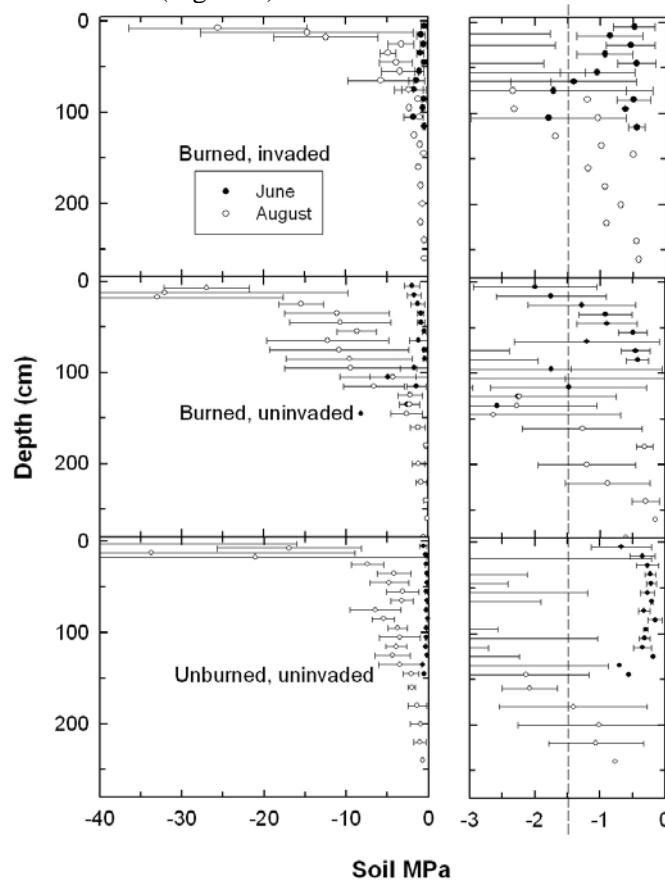 0
100
Burned, invaded
June
August
200
0
100
Burned, uninvaded
200
0
100
Unburned, uninvaded
200
Depth (cm)
-40 -30 -20 -10 0 -3 -2 -1 0
Soil MPa